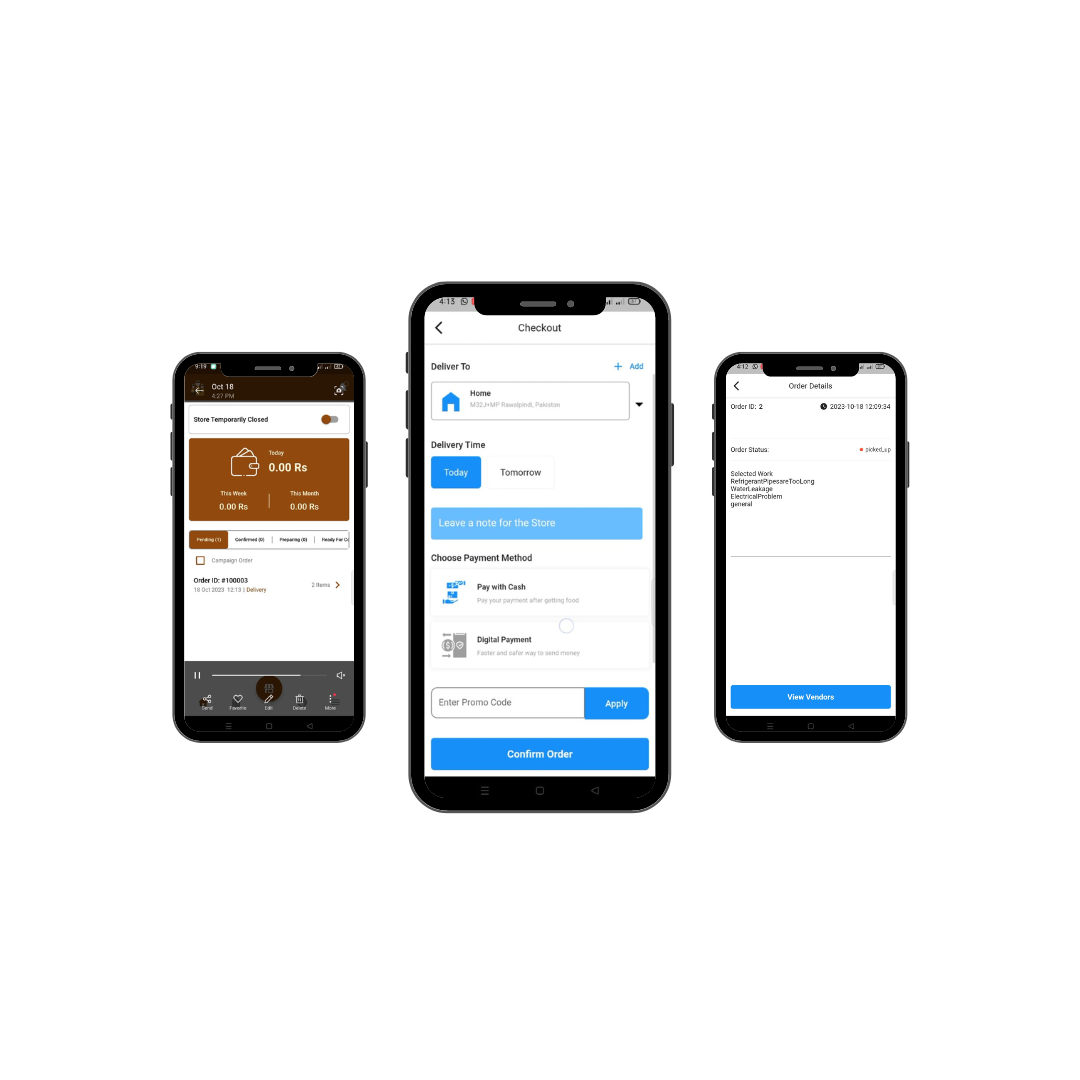 9:19
Oct 18
4:27 PM
Store Temporarily Closed
Today
0.00 Rs
This Week
This Month
0.00 Rs
0.00 Rs
Pending (1)
Confirmed (0)
Preparing (0)
Ready For
Campaign Order
Order ID: #100003
2 Items
18 Oct 2023 12:13 | Delivery
Send
Favorite
Edit
Delete
More
4:13
Checkout
Deliver To
+ Add
Home
M32J+MP Rawalpindi, Pakistan
Delivery Time
Today
Tomorrow
Leave a note for the Store
Choose Payment Method
Pay with Cash
Pay your payment after getting food
Digital Payment
Faster and safer way to send money
Enter Promo Code
Apply
Confirm Order
4:12
Order Details
Order ID: 2
2023-10-18 12:09:34
Order Status:
picked_up
Selected Work
RefrigerantPipesareTooLong
WaterLeakage
ElectricalProblem
general
View Vendors